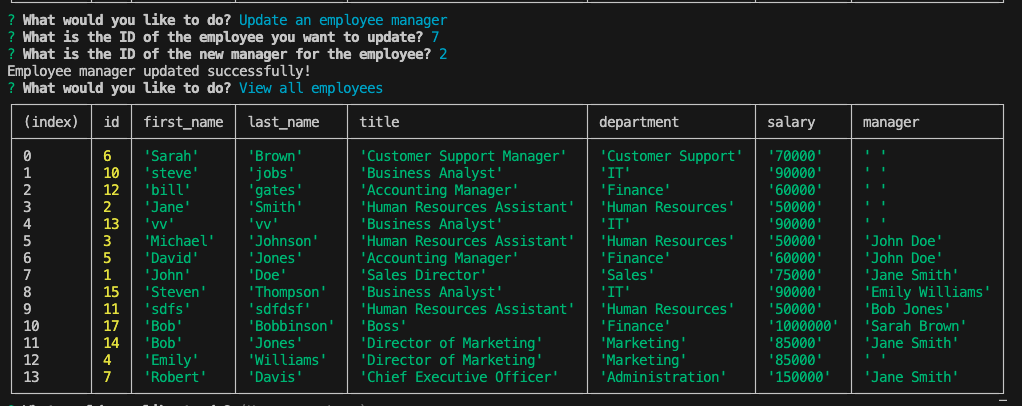 ? What would you like to do? Update an employee manager
? What is the ID of the employee you want to update? 7
? What is the ID of the new manager for the employee? 2
Employee manager updated successfully!
? What would you like to do? View all employees
(index) id first_name last_name title department salary manager
0 6 'Sarah' 'Brown' 'Customer Support Manager' 'Customer Support' '70000' ' '
1 10 'steve' 'jobs' 'Business Analyst' 'IT' '90000' ' '
2 12 'bill' 'gates' 'Accounting Manager' 'Finance' '60000' ' '
3 2 'Jane' 'Smith' 'Human Resources Assistant' 'Human Resources' '50000' ' '
4 13 'vv' 'vv' 'Business Analyst' 'IT' '90000' ' '
5 3 'Michael' 'Johnson' 'Human Resources Assistant' 'Human Resources' '50000' 'John Doe'
6 5 'David' 'Jones' 'Accounting Manager' 'Finance' '60000' 'John Doe'
7 1 'John' 'Doe' 'Sales Director' 'Sales' '75000' 'Jane Smith'
8 15 'Steven' 'Thompson' 'Business Analyst' 'IT' '90000' 'Emily Williams'
9 11 'sdfs' 'sdfdsf' 'Human Resources Assistant' 'Human Resources' '50000' 'Bob Jones'
10 17 'Bob' 'Bobbinson' 'Boss' 'Finance' '1000000' 'Sarah Brown'
11 14 'Bob' 'Jones' 'Director of Marketing' 'Marketing' '85000' 'Jane Smith'
12 4 'Emily' 'Williams' 'Director of Marketing' 'Marketing' '85000' ' '
13 7 'Robert' 'Davis' 'Chief Executive Officer' 'Administration' '150000' 'Jane Smith'